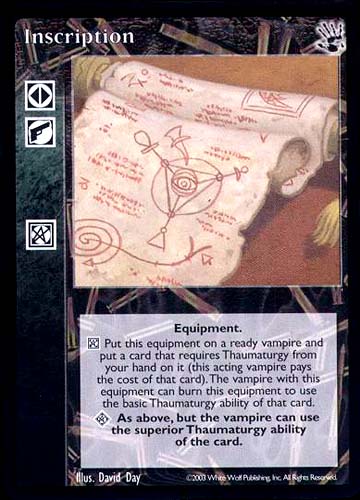 Inscription
Equipment.
Put this equipment on a ready vampire and
put a card that requires Thaumaturgy from
your hand on it (this acting vampire pays
the cost of that card). The vampire with this
equipment can burn this equipment to use
the basic Thaumaturgy ability of that card.
As above, but the vampire can use
the superior Thaumaturgy ability
of the card.
Illus. David Day
©2003 White Wolf Publishing, Inc. All Rights Reserved.